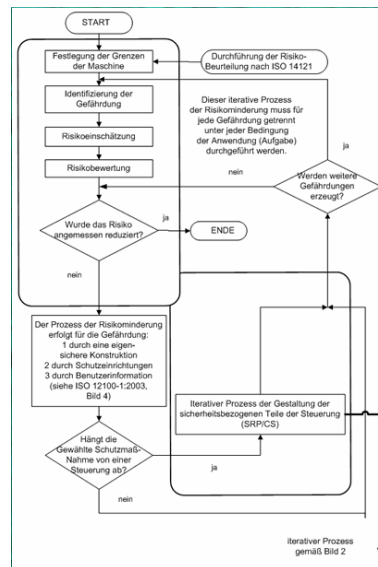 START
Festlegung der Grenzen
der Maschine
Durchführung der Risiko-
Beurteilung nach ISO 14121
Identifizierung der
Gefährdung
Dieser iterative Prozess
der Risikominderung muss für
jede Gefährdung getrennt
unter jeder Bedingung
der Anwendung (Aufgabe)
durchgeführt werden.
Risikoeinschätzung
ja
Risikobewertung
nein
Werden weitere
Gefährdungen
erzeugt?
Wurde das Risiko
angemessen reduziert?
ja
ENDE
nein
Der Prozess der Risikominderung
erfolgt für die Gefährdung:
1 durch eine eigen-
sichere Konstruktion
2 durch Schutzeinrichtungen
3 durch Benutzerinformation
(siehe ISO 12100-1:2003,
Bild 4)
Iterativer Prozess der Gestaltung der
sicherheitsbezogenen Teile der Steuerung
(SRP/CS)
Hängt die
Gewählte Schutzmaß-
Nahme von einer
Steuerung ab?
ja
nein
iterativer Prozess
gemäß Bild 2